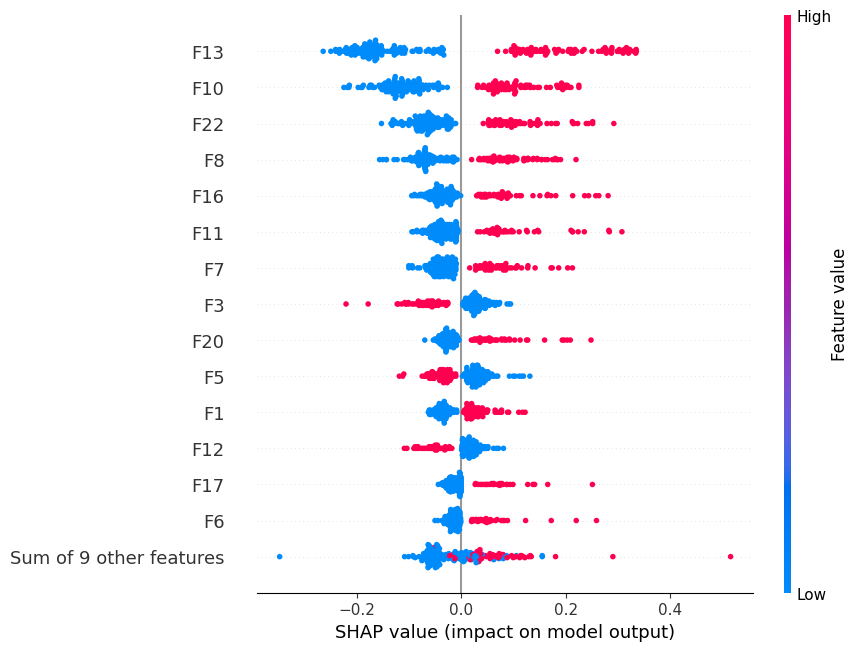 High
F13
F10
F22
F8
F16
F11
F7
F3
F20
F5
F1
F12
F17
F6
Sum of 9 other features
Feature value
Low
−0.2 0.0 0.2 0.4
SHAP value (impact on model output)